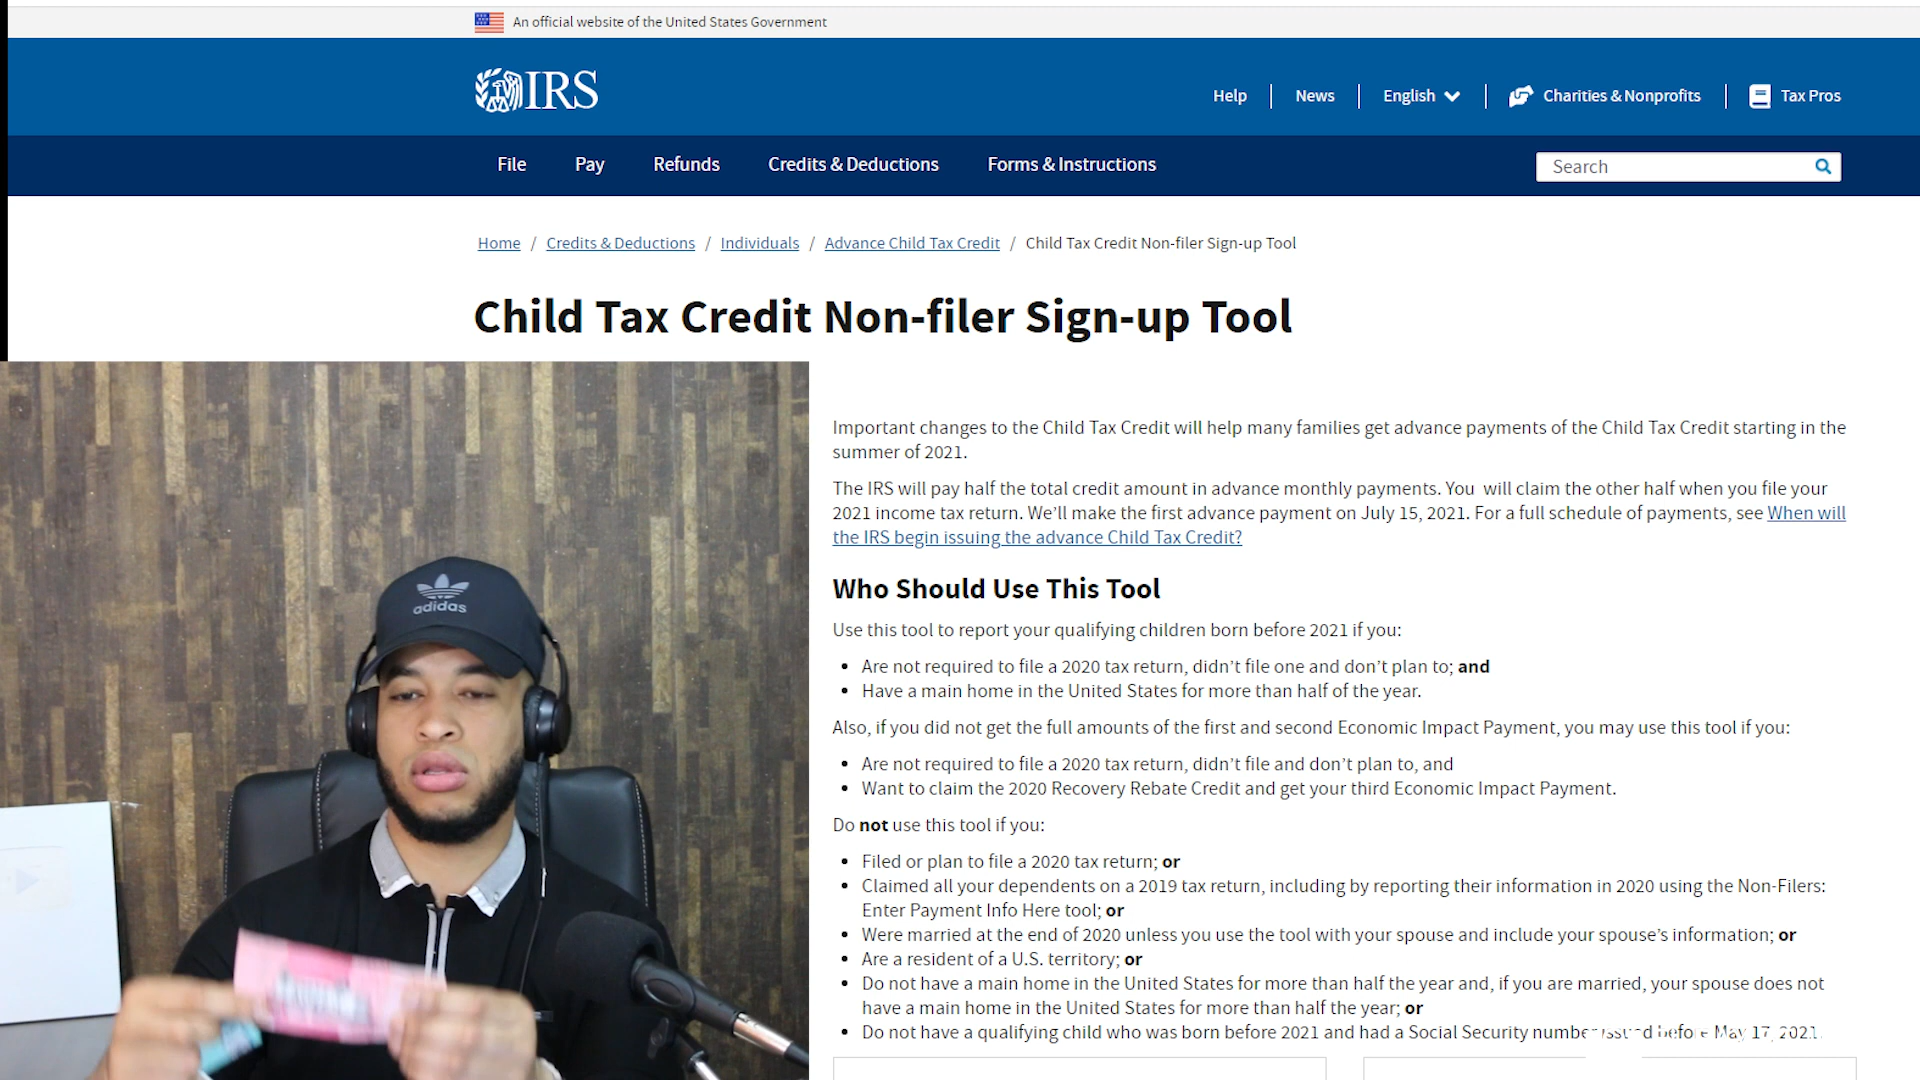 An official website of the United States Government
IRS
Help
News
English
Charities & Nonprofits
Tax Pros
File
Pay
Refunds
Credits & Deductions
Forms & Instructions
Search
Home / Credits & Deductions / Individuals / Advance Child Tax Credit / Child Tax Credit Non-filer Sign-up Tool
Child Tax Credit Non-filer Sign-up Tool
Important changes to the Child Tax Credit will help many families get advance payments of the Child Tax Credit starting in the
summer of 2021.
The IRS will pay half the total credit amount in advance monthly payments. You will claim the other half when you file your
2021 income tax return. We'll make the first advance payment on July 15, 2021. For a full schedule of payments, see When will
the IRS begin issuing the advance Child Tax Credit?
Who Should Use This Tool
Use this tool to report your qualifying children born before 2021 if you:
• Are not required to file a 2020 tax return, didn't file one and don't plan to; and
• Have a main home in the United States for more than half of the year.
Also, if you did not get the full amounts of the first and second Economic Impact Payment, you may use this tool if you:
• Are not required to file a 2020 tax return, didn't file and don't plan to, and
• Want to claim the 2020 Recovery Rebate Credit and get your third Economic Impact Payment.
Do not use this tool if you:
• Filed or plan to file a 2020 tax return; or
• Claimed all your dependents on a 2019 tax return, including by reporting their information in 2020 using the Non-Filers:
Enter Payment Info Here tool; or
• Were married at the end of 2020 unless you use the tool with your spouse and include your spouse's information; or
• Are a resident of a U.S. territory; or
• Do not have a main home in the United States for more than half the year and, if you are married, your spouse does not
have a main home in the United States for more than half the year; or
• Do not have a qualifying child who was born before 2021 and had a Social Security number issued before May 17, 2021.
adidas